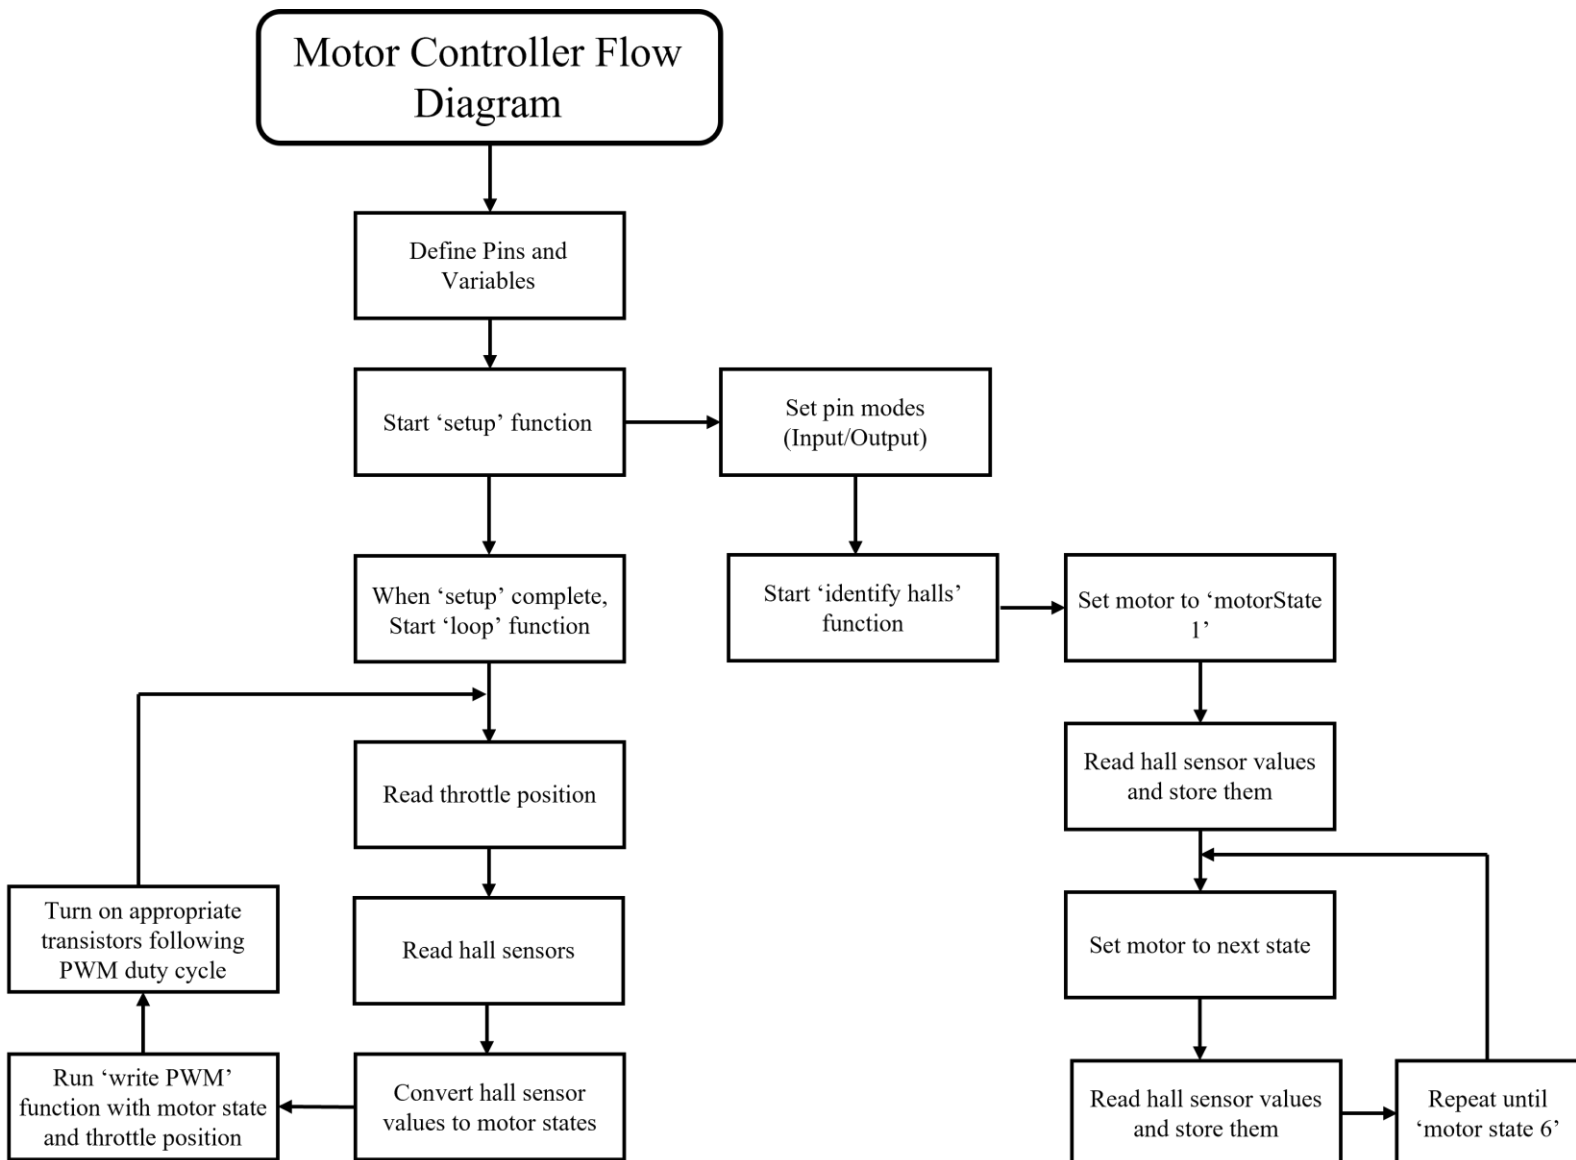 Motor Controller Flow
Diagram
Define Pins and
Variables
Start ‘setup’ function
Set pin modes
(Input/Output)
When ‘setup’ complete,
Start ‘loop’ function
Start ‘identify halls’
function
Set motor to ‘motorState
1’
Read throttle position
Read hall sensor values
and store them
Turn on appropriate
transistors following
PWM duty cycle
Read hall sensors
Set motor to next state
Run ‘write PWM’
function with motor state
and throttle position
Convert hall sensor
values to motor states
Read hall sensor values
and store them
Repeat until
‘motor state 6’